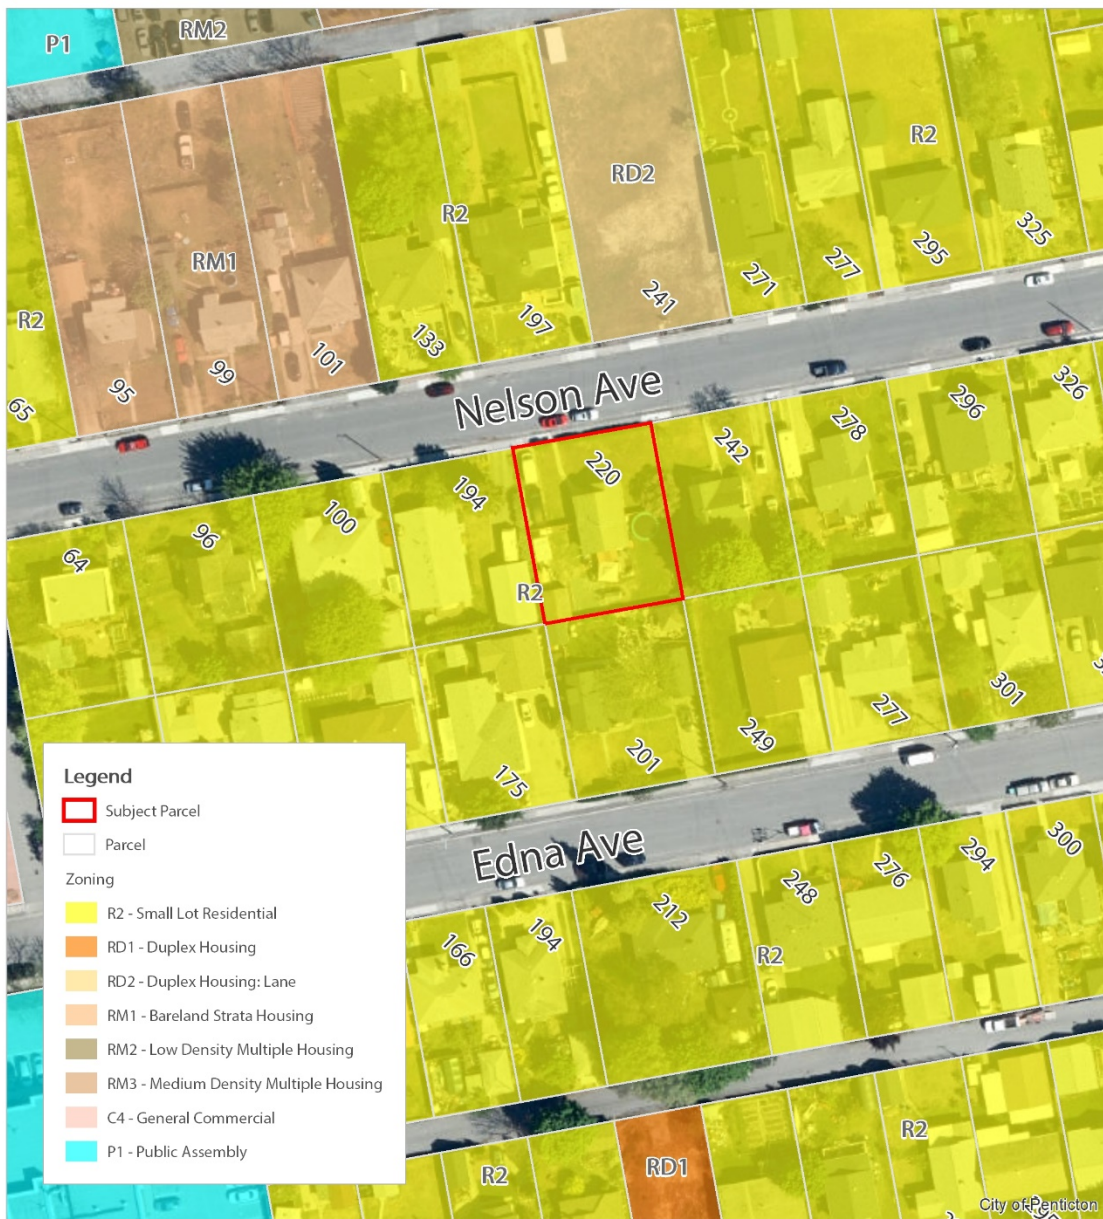 P1
RM2
R2
RD2
R2
RM1
R2
325
295
277
271
241
197
133
101
99
95
65
Nelson Ave
326
296
278
242
220
194
100
96
64
R2
301
277
249
201
175
Edna Ave
300
294
276
248
212
194
166
R2
Legend
Subject Parcel
Parcel
Zoning
R2 - Small Lot Residential
RD1 - Duplex Housing
RD2 - Duplex Housing: Lane
RM1 - Bareland Strata Housing
RM2 - Low Density Multiple Housing
RM3 - Medium Density Multiple Housing
C4 - General Commercial
P1 - Public Assembly
R2
RD1
R2
City of Penticton